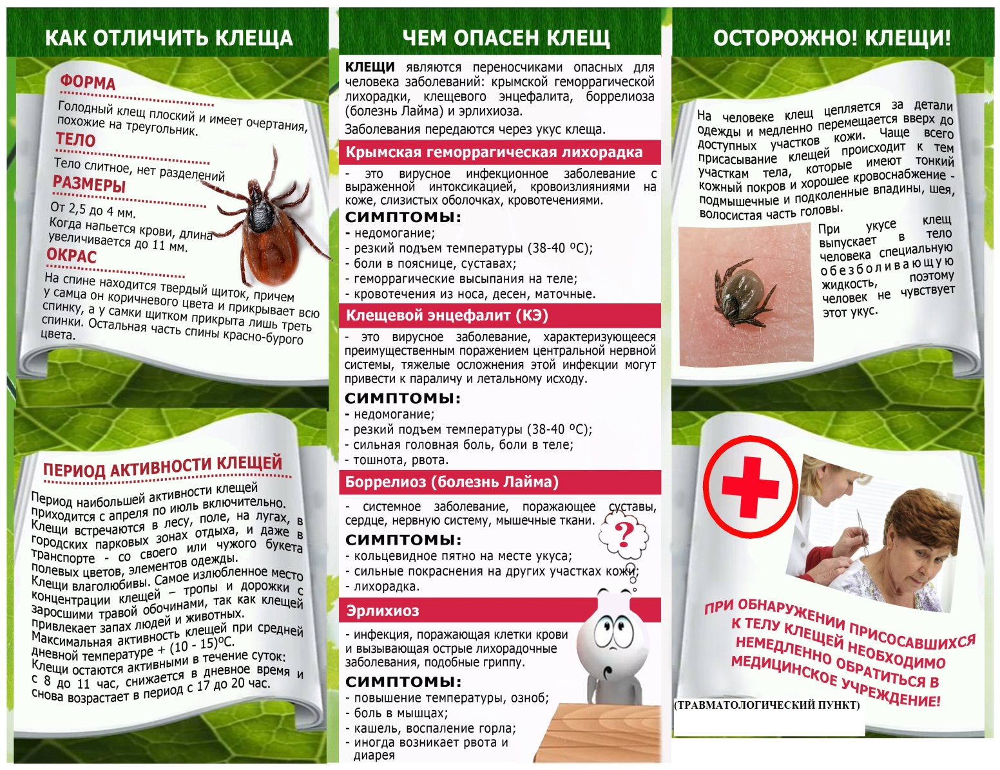 КАК ОТЛИЧИТЬ КЛЕЩА
ФОРМА
Голодный клещ плоский и имеет очертания,
похожие на треугольник.
ТЕЛО
Тело слитное, нет разделений
РАЗМЕРЫ
От 2,5 до 4 мм.
Когда напьется крови, длина
увеличивается до 11 мм.
ОКРАС
На спине находится твердый щиток, причем
у самца он коричневого цвета и прикрывает всю
спинку, а у самки щитком прикрыта лишь треть
спинки. Остальная часть спины красно-бурого
цвета.
ПЕРИОД АКТИВНОСТИ КЛЕЩЕЙ
Период наибольшей активности клещей
приходится с апреля по июль включительно.
Клещи встречаются в лесу, поле, на лугах, в
городских парковых зонах отдыха, и даже в
транспорте - со своего или чужого букета
полевых цветов, элементов одежды.
Клещи влаголюбивы. Самое излюбленное место
концентрации клещей – тропы и дорожки с
заросшими травой обочинами, так как клещей
привлекает запах людей и животных.
Максимальная активность клещей при средней
дневной температуре + (10 - 15)ºС.
Клещи остаются активными в течение суток:
с 8 до 11 час, снижается в дневное время и
снова возрастает в период с 17 до 20 час.
ЧЕМ ОПАСЕН КЛЕЩ
КЛЕЩИ являются переносчиками опасных для
человека заболеваний: крымской геморрагической
лихорадки, клещевого энцефалита, боррелиоза
(болезнь Лайма) и эрлихиоза.
Заболевания передаются через укус клеща.
Крымская геморрагическая лихорадка
- это вирусное инфекционное заболевание с
выраженной интоксикацией, кровоизлияниями на
коже, слизистых оболочках, кровотечениями.
СИМПТОМЫ:
- недомогание;
- резкий подъем температуры (38-40 ºС);
- боли в пояснице, суставах;
- геморрагические высыпания на теле;
- кровотечения из носа, десен, маточные.
Клещевой энцефалит (КЭ)
- это вирусное заболевание, характеризующееся
преимущественным поражением центральной нервной
системы, тяжелые осложнения этой инфекции могут
привести к параличу и летальному исходу.
СИМПТОМЫ:
- недомогание;
- резкий подъем температуры (38-40 ºС);
- сильная головная боль, боли в теле;
- тошнота, рвота.
Боррелиоз (болезнь Лайма)
- системное заболевание, поражающее суставы,
сердце, нервную систему, мышечные ткани.
СИМПТОМЫ:
- кольцевидное пятно на месте укуса;
- сильные покраснения на других участках кожи;
- лихорадка.
?
Эрлихиоз
- инфекция, поражающая клетки крови
и вызывающая острые лихорадочные
заболевания, подобные гриппу.
СИМПТОМЫ:
- повышение температуры, озноб;
- боль в мышцах;
- кашель, воспаление горла;
- иногда возникает рвота и
диарея
ОСТОРОЖНО! КЛЕЩИ!
На человеке клещ цепляется за детали
одежды и медленно перемещается вверх до
доступных участков кожи. Чаще всего
присасывание клещей происходит к тем
участкам тела, которые имеют тонкий
кожный покров и хорошее кровоснабжение -
подмышечные и подколенные впадины, шея,
волосистая часть головы.
При укусе клещ
выпускает в тело
человека специальную
обезболивающую
жидкость, поэтому
человек не чувствует
этот укус.
ПРИ ОБНАРУЖЕНИИ ПРИСОСАВШИХСЯ
К ТЕЛУ КЛЕЩЕЙ НЕОБХОДИМО
НЕМЕДЛЕННО ОБРАТИТЬСЯ В
МЕДИЦИНСКОЕ УЧРЕЖДЕНИЕ!
(ТРАВМАТОЛОГИЧЕСКИЙ ПУНКТ)